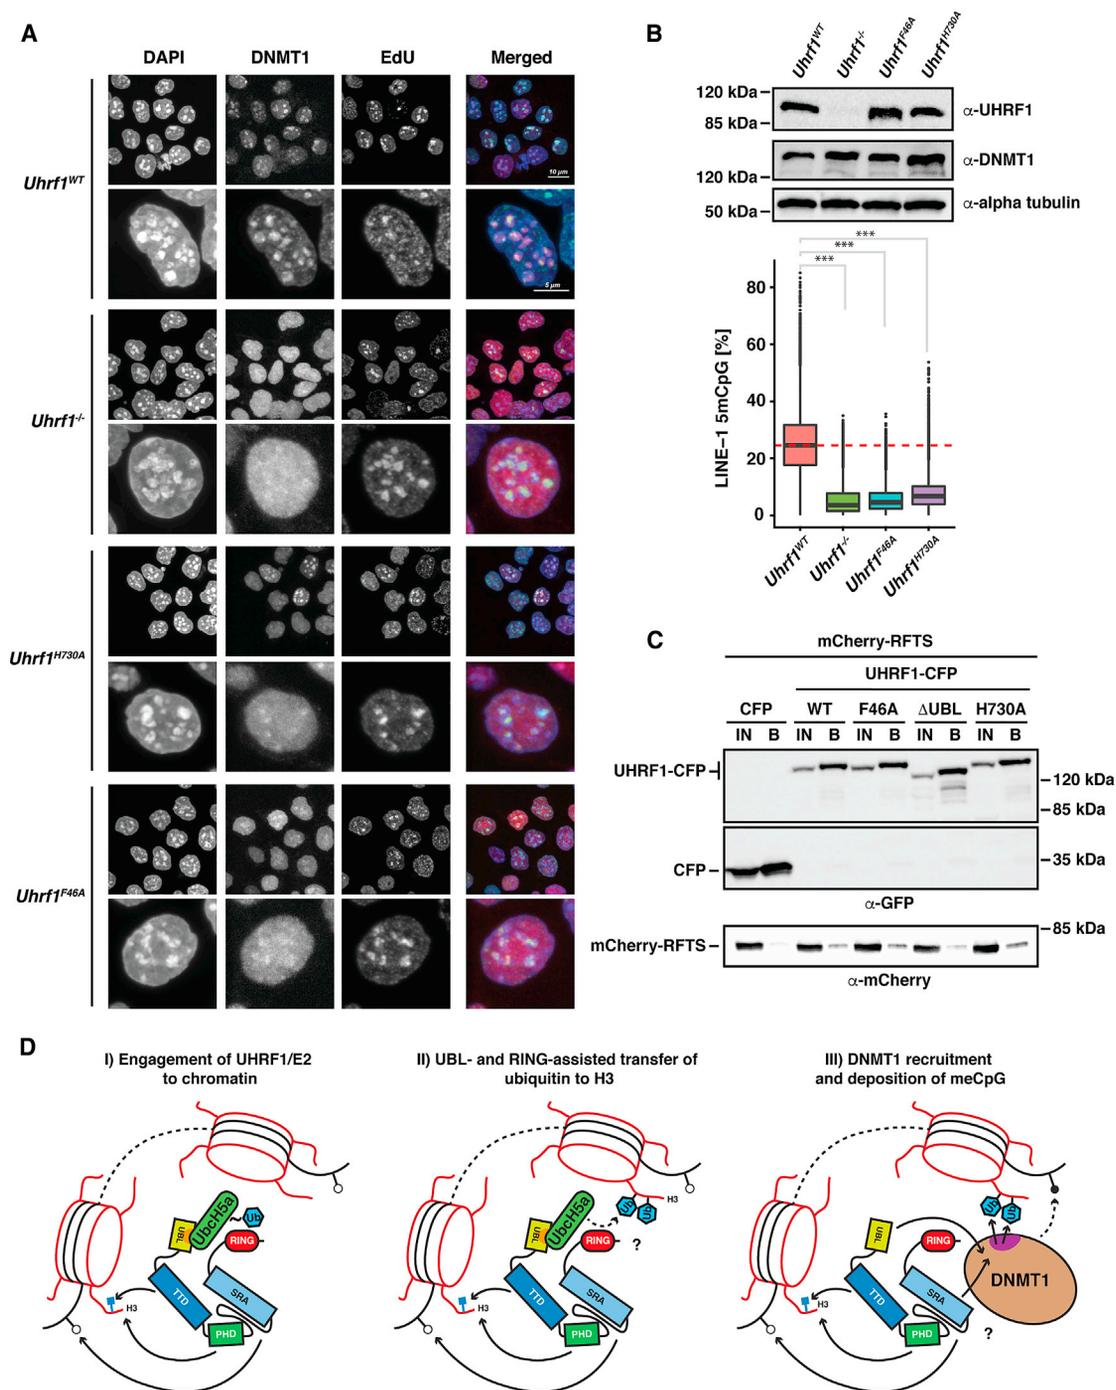 A
DAPI DNMT1 EdU Merged
Uhrf1WT
10 µm
5 µm
Uhrf1-/-
Uhrf1H730A
Uhrf1F46A
B
Uhrf1WT Uhrf1-/- Uhrf1F46A Uhrf1H730A
120 kDa
85 kDa
α-UHRF1
α-DNMT1
120 kDa
50 kDa
α-alpha tubulin
***
***
***
LINE–1 5mCpG [%]
80
60
40
20
0
Uhrf1WT Uhrf1-/- Uhrf1F46A Uhrf1H730A
C
mCherry-RFTS
UHRF1-CFP
CFP WT F46A ΔUBL H730A
IN B IN B IN B IN B IN B
UHRF1-CFP
120 kDa
85 kDa
35 kDa
CFP
α-GFP
85 kDa
mCherry-RFTS
α-mCherry
D
I) Engagement of UHRF1/E2
to chromatin
UbcH5a
UBL
Ub
RING
TTD
SRA
PHD
H3
II) UBL- and RING-assisted transfer of
ubiquitin to H3
H3
UbcH5a
UBL
Ub
Ub
RING
?
TTD
SRA
PHD
H3
III) DNMT1 recruitment
and deposition of meCpG
Ub
Ub
UBL
RING
DNMT1
TTD
SRA
PHD
H3
?